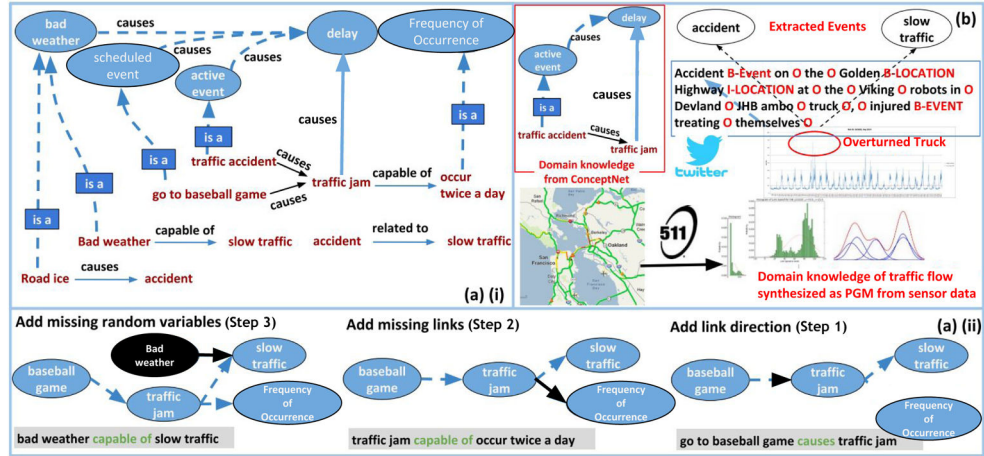 bad
weather
causes
causes
causes
scheduled
event
active
event
delay
Frequency of
Occurrence
is a
is a
is a
is a
is a
causes
traffic accident
causes
go to baseball game
causes
traffic jam
capable of
occur
twice a day
Bad weather
capable of
slow traffic
accident
related to
slow traffic
Road ice
causes
accident
(a) (i)
delay
causes
active
event
is a
causes
traffic accident
causes
traffic jam
Domain knowledge
from ConceptNet
(b)
Extracted Events
accident
slow
traffic
Accident B-Event on O the O Golden B-LOCATION
Highway I-LOCATION at O the O Viking O robots in O
Devland O JHB ambo O truck O, O injured B-EVENT
treating O themselves O
twitter
Overturned Truck
511
Berkeley
Oakland
San
Francisco
Domain knowledge of traffic flow
synthesized as PGM from sensor data
Add missing random variables (Step 3)
Bad
weather
slow
traffic
baseball
game
traffic
jam
Frequency
of
Occurrence
bad weather capable of slow traffic
Add missing links (Step 2)
slow
traffic
baseball
game
traffic
jam
Frequency
of
Occurrence
traffic jam capable of occur twice a day
Add link direction (Step 1)
(a) (ii)
slow
traffic
baseball
game
traffic
jam
Frequency
of
Occurrence
go to baseball game causes traffic jam